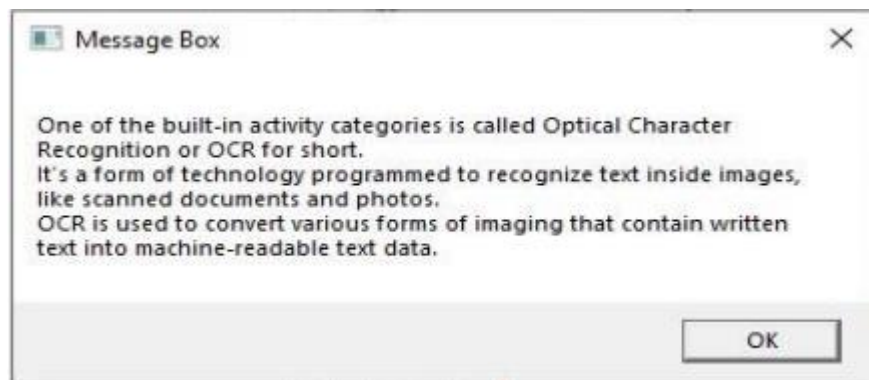 Message Box
One of the built-in activity categories is called Optical Character
Recognition or OCR for short.
It's a form of technology programmed to recognize text inside images,
like scanned documents and photos.
OCR is used to convert various forms of imaging that contain written
text into machine-readable text data.
OK